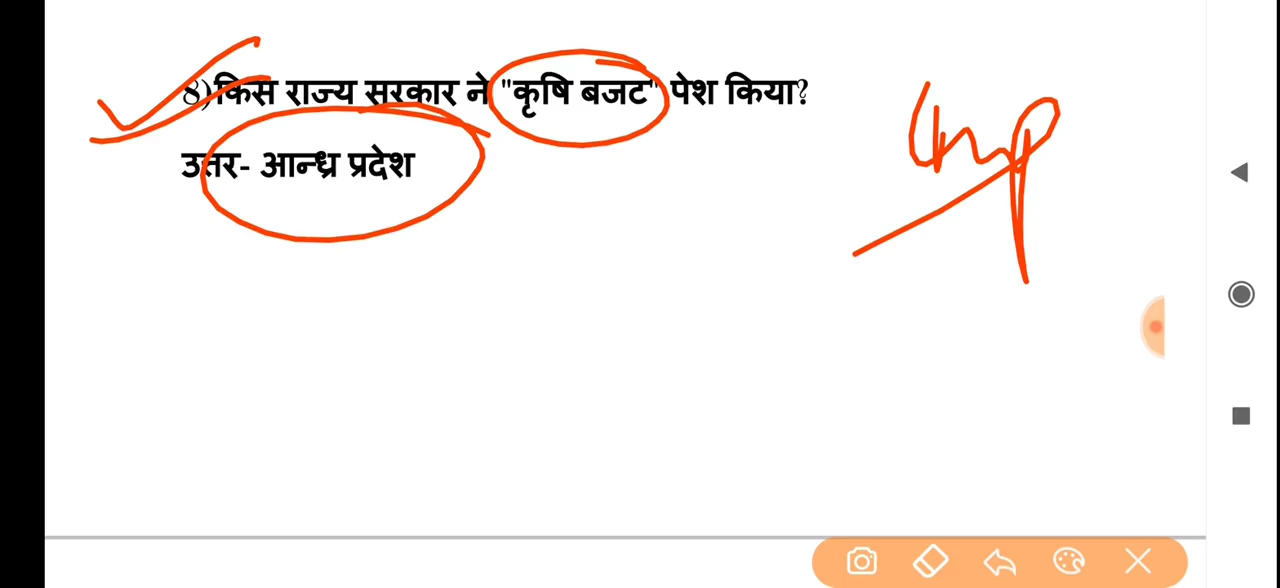 8)किस राज्य सरकार ने "कृषि बजट" पेश किया?
उत्तर- आन्ध्र प्रदेश
Imp